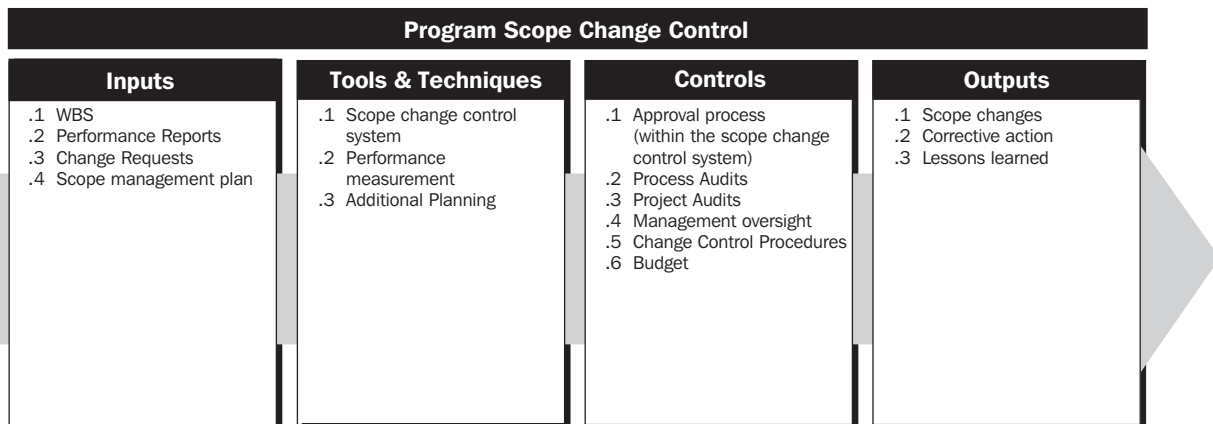 Program Scope Change Control
Inputs
.1 WBS
.2 Performance Reports
.3 Change Requests
.4 Scope management plan
Tools & Techniques
.1 Scope change control
system
.2 Performance
measurement
.3 Additional Planning
Controls
.1 Approval process
(within the scope change
control system)
.2 Process Audits
.3 Project Audits
.4 Management oversight
.5 Change Control Procedures
.6 Budget
Outputs
.1 Scope changes
.2 Corrective action
.3 Lessons learned